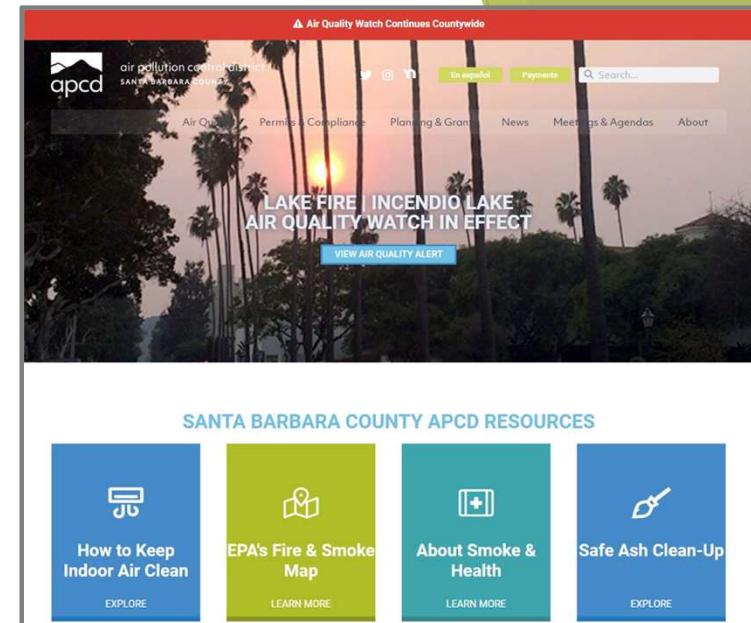 Air Quality Watch Continues Countywide
apcd
air pollution control district
SANTA BARBARA COUNTY
En español
Payments
Search...
Air Quality
Permits & Compliance
Planning & Grants
News
Meetings & Agendas
About
LAKE FIRE | INCENDIO LAKE
AIR QUALITY WATCH IN EFFECT
VIEW AIR QUALITY ALERT
SANTA BARBARA COUNTY APCD RESOURCES
How to Keep
Indoor Air Clean
EXPLORE
EPA's Fire & Smoke
Map
LEARN MORE
About Smoke &
Health
LEARN MORE
Safe Ash Clean-Up
EXPLORE